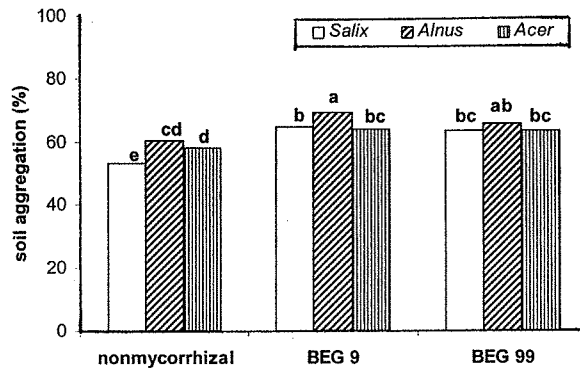 100
80
60
40
20
0
soil aggregation (%)
Salix Alnus Acer
e cd d
b a bc
bc ab bc
nonmycorrhizal BEG 9 BEG 99